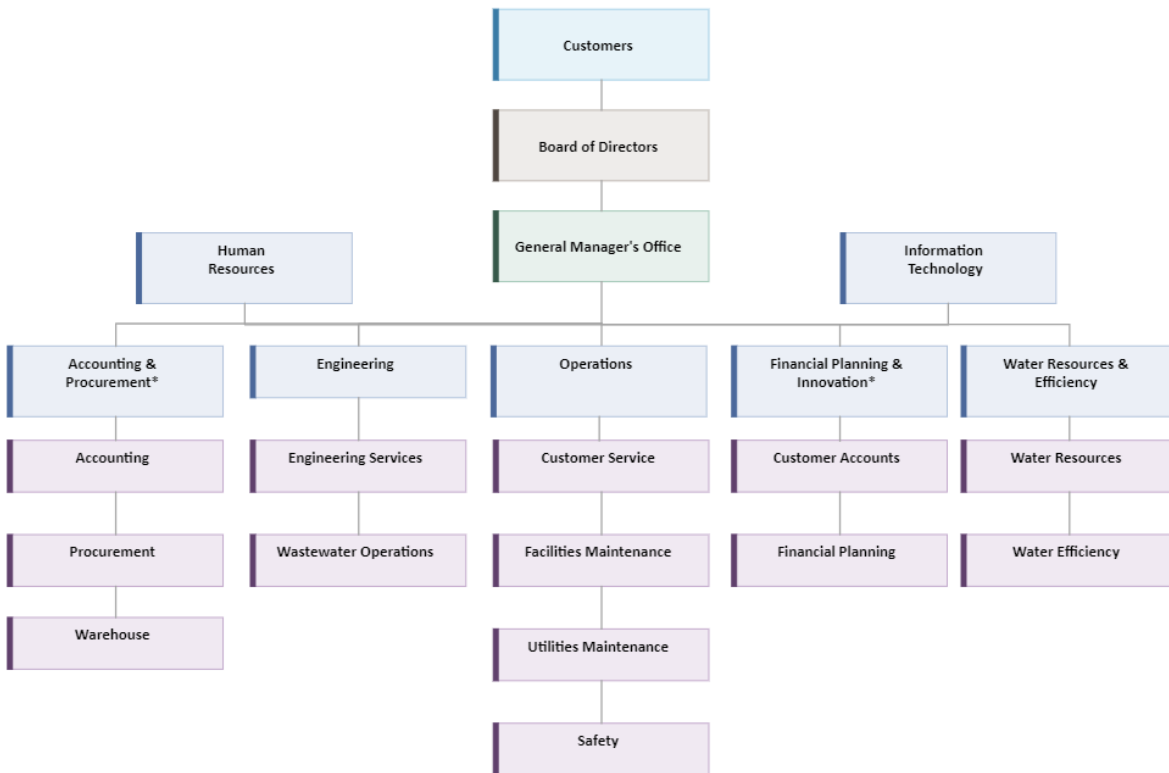 Customers
Board of Directors
General Manager's Office
Human
Resources
Information
Technology
Accounting &
Procurement*
Engineering
Operations
Financial Planning &
Innovation*
Water Resources &
Efficiency
Accounting
Engineering Services
Customer Service
Customer Accounts
Water Resources
Procurement
Wastewater Operations
Facilities Maintenance
Financial Planning
Water Efficiency
Warehouse
Utilities Maintenance
Safety